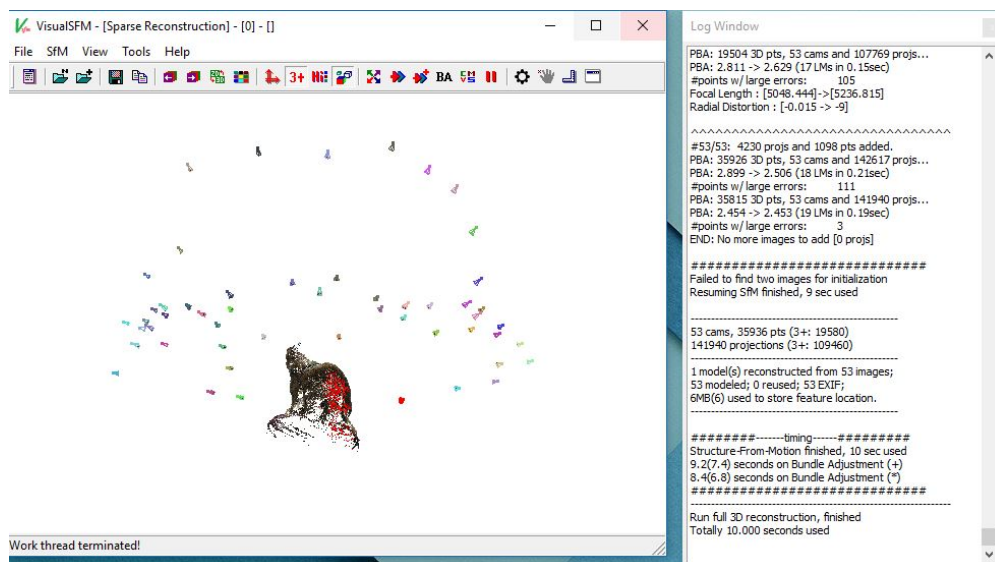 VisualSFM - [Sparse Reconstruction] - [0] - []
File SfM View Tools Help
3+
BA
Work thread terminated!
Log Window
PBA: 19504 3D pts, 53 cams and 107769 projs...
PBA: 2.811 -> 2.629 (17 LMs in 0.15sec)
#points w/ large errors: 105
Focal Length : [5048.444]->[5236.815]
Radial Distortion : [-0.015 -> -9]
^^^^^^^^^^^^^^^^^^^^^^^^^^^^^^^^
#53/53: 4230 projs and 1098 pts added.
PBA: 35926 3D pts, 53 cams and 142617 projs...
PBA: 2.899 -> 2.506 (18 LMs in 0.21sec)
#points w/ large errors: 111
PBA: 35815 3D pts, 53 cams and 141940 projs...
PBA: 2.454 -> 2.453 (19 LMs in 0.19sec)
#points w/ large errors: 3
END: No more images to add [0 projs]
#############################
Failed to find two images for initialization
Resuming SfM finished, 9 sec used
----------------------------------------------------
53 cams, 35936 pts (3+: 19580)
141940 projections (3+: 109460)
----------------------------------------------------
1 model(s) reconstructed from 53 images;
53 modeled; 0 reused; 53 EXIF;
6MB(6) used to store feature location.
----------------------------------------------------
########-------timing------#########
Structure-From-Motion finished, 10 sec used
9.2(7.4) seconds on Bundle Adjustment (+)
8.4(6.8) seconds on Bundle Adjustment (*)
#############################
----------------------------------------------------------------
Run full 3D reconstruction, finished
Totally 10.000 seconds used